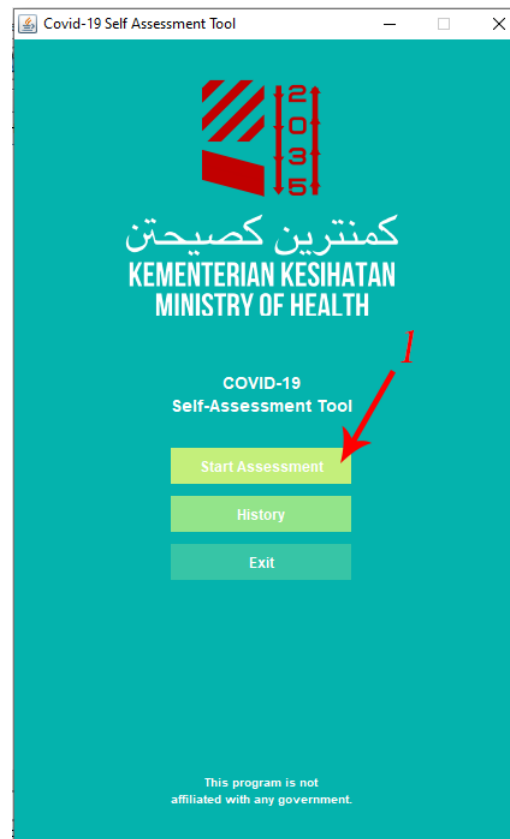 Covid-19 Self Assessment Tool
2
0
3
5
كمنترين كصيحتن
KEMENTERIAN KESIHATAN
MINISTRY OF HEALTH
1
COVID-19
Self-Assessment Tool
Start Assessment
History
Exit
This program is not
affiliated with any government.